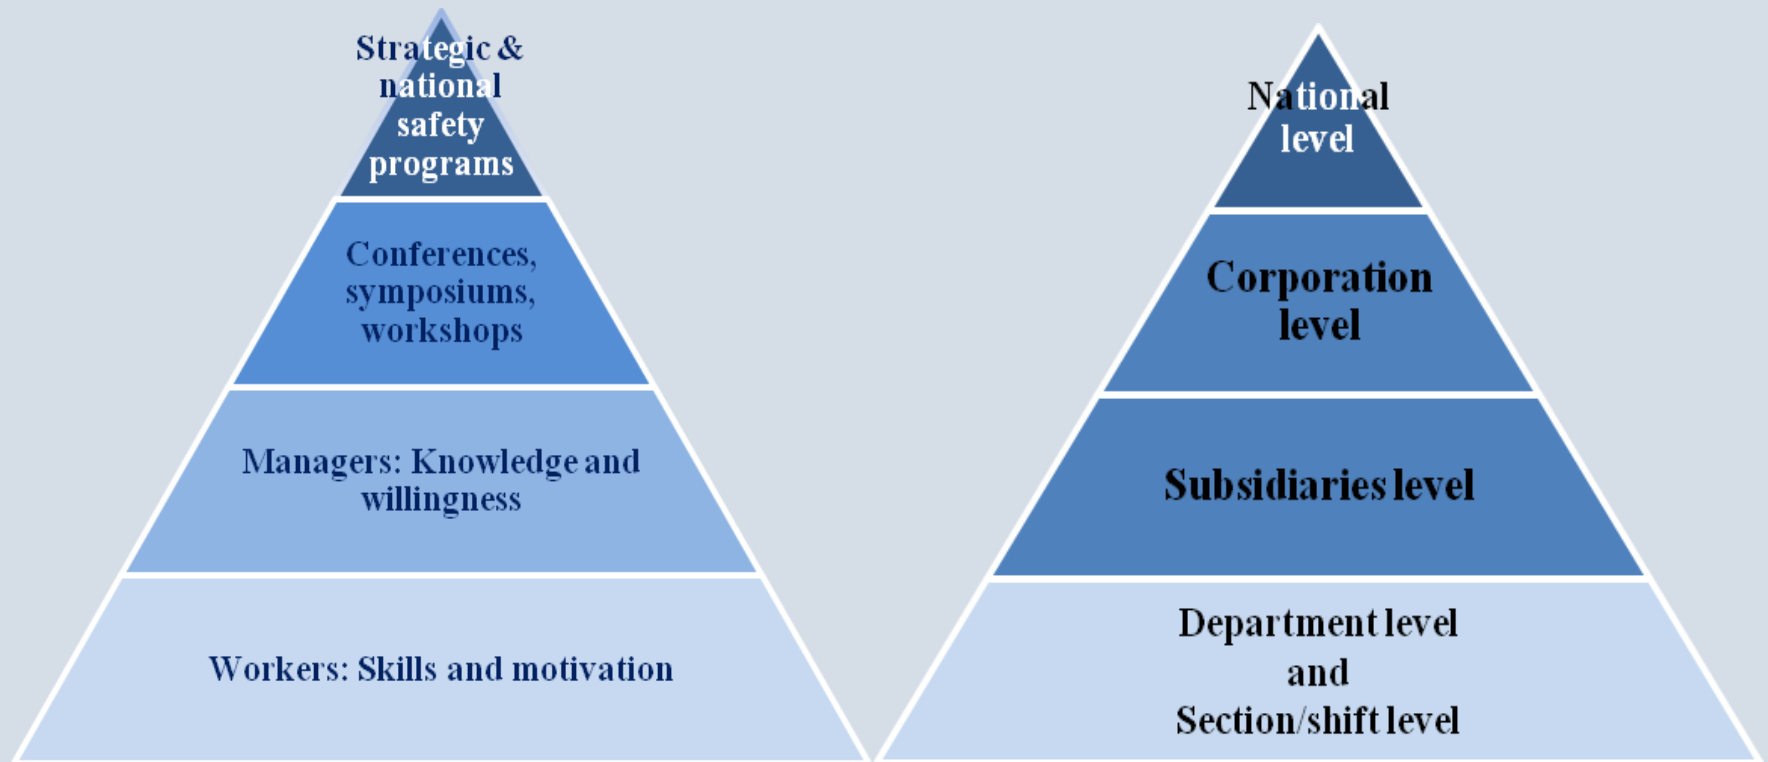 Strategic &
national
safety
programs
Conferences,
symposiums,
workshops
Managers: Knowledge and
willingness
Workers: Skills and motivation
National
level
Corporation
level
Subsidiaries level
Department level
and
Section/shift level